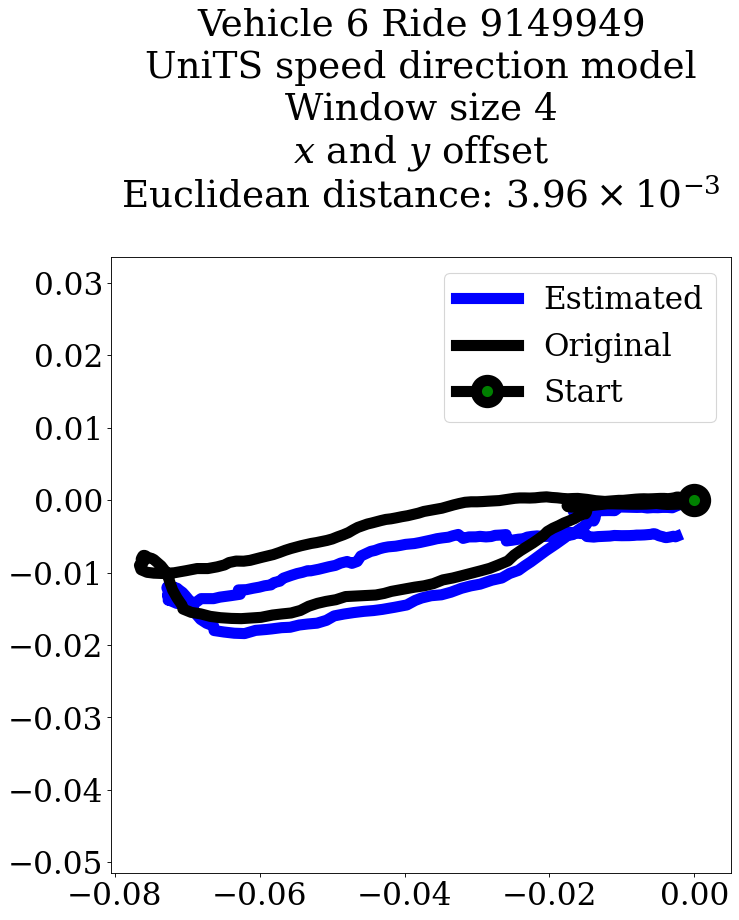 Vehicle 6 Ride 9149949
UniTS speed direction model
Window size 4
x and y offset
Euclidean distance: 3.96 × 10⁻³
Estimated
Original
Start
0.03
0.02
0.01
0.00
−0.01
−0.02
−0.03
−0.04
−0.05
−0.08 −0.06 −0.04 −0.02 0.00